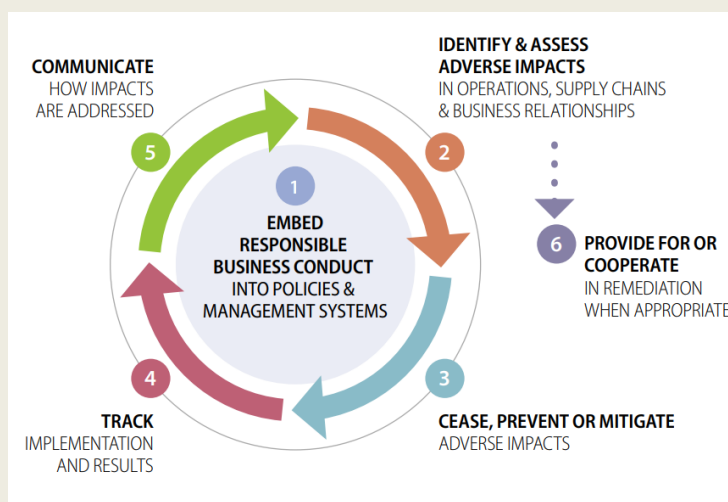 1
EMBED
RESPONSIBLE
BUSINESS CONDUCT
INTO POLICIES &
MANAGEMENT SYSTEMS
2
IDENTIFY & ASSESS
ADVERSE IMPACTS
IN OPERATIONS, SUPPLY CHAINS
& BUSINESS RELATIONSHIPS
3
CEASE, PREVENT OR MITIGATE
ADVERSE IMPACTS
4
TRACK
IMPLEMENTATION
AND RESULTS
5
COMMUNICATE
HOW IMPACTS
ARE ADDRESSED
6
PROVIDE FOR OR
COOPERATE
IN REMEDIATION
WHEN APPROPRIATE